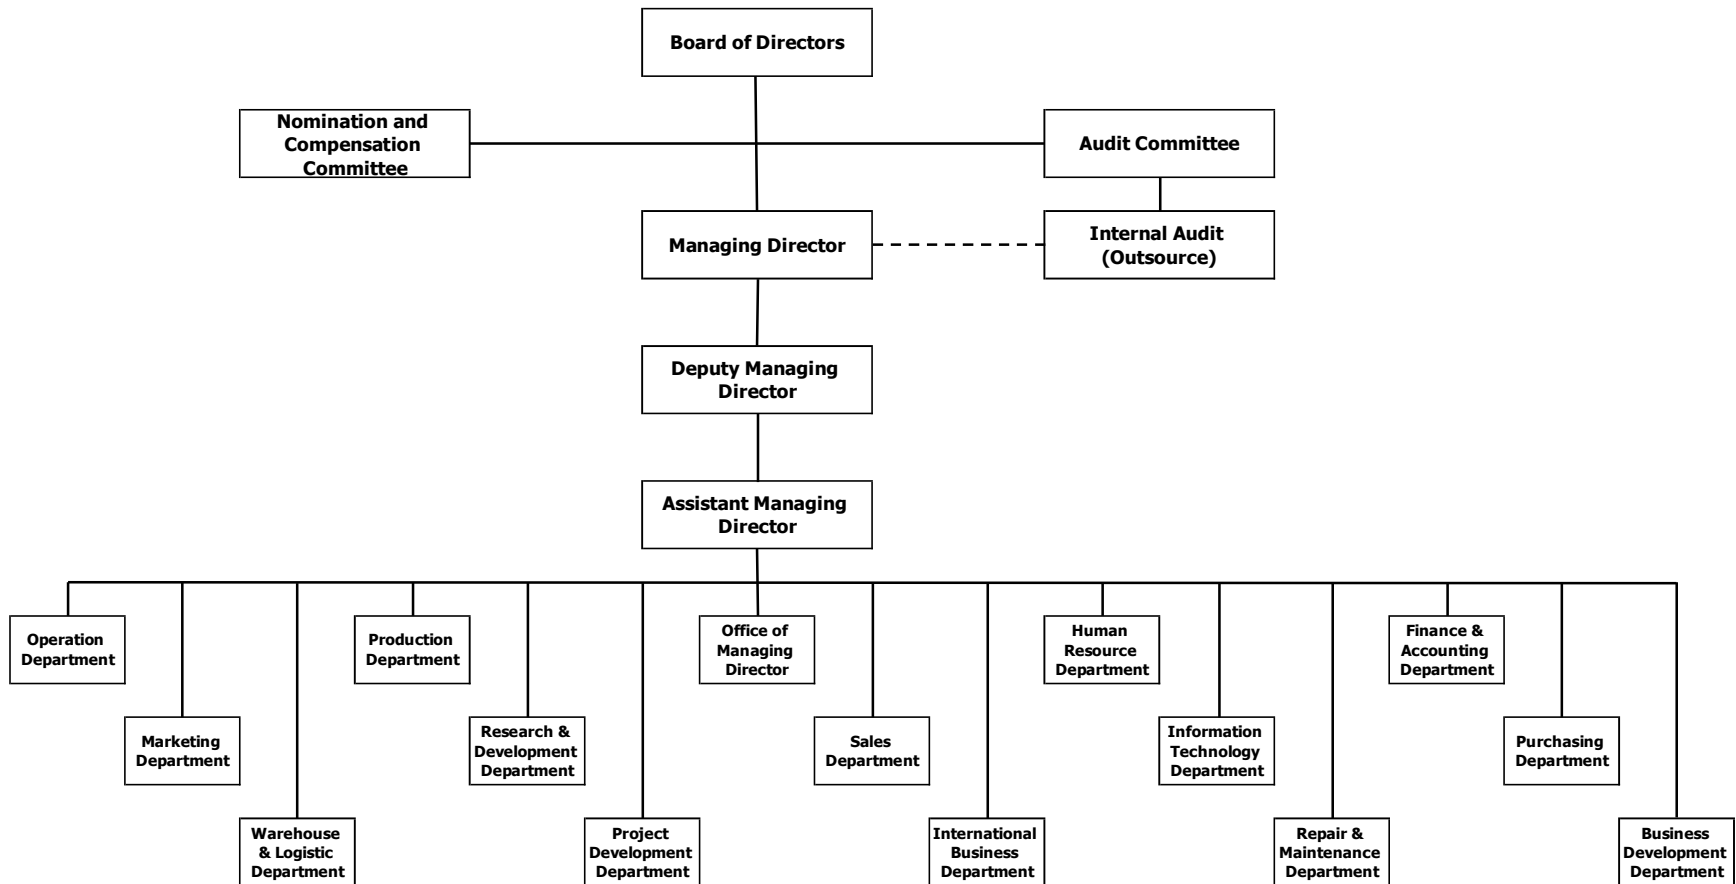 Board of Directors
Nomination and
Compensation
Committee
Audit Committee
Managing Director
Internal Audit
(Outsource)
Deputy Managing
Director
Assistant Managing
Director
Operation
Department
Production
Department
Office of
Managing
Director
Human
Resource
Department
Finance &
Accounting
Department
Marketing
Department
Research &
Development
Department
Sales
Department
Information
Technology
Department
Purchasing
Department
Warehouse
& Logistic
Department
Project
Development
Department
International
Business
Department
Repair &
Maintenance
Department
Business
Development
Department